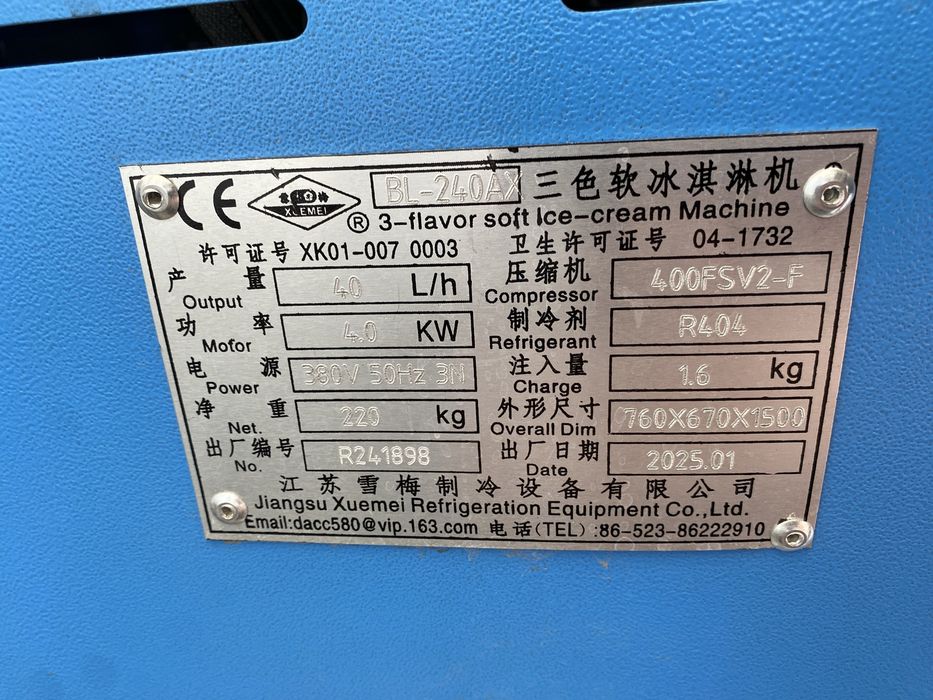 CE XUEMEI ® BL-240AX 三色软冰淇淋机
3-flavor soft Ice-cream Machine
许可证号 XK01-007 0003 卫生许可证号 04-1732
产量 Output 40 L/h 压缩机 Compressor 400FSV2-F
功率 Mofor 4.0 KW 制冷剂 Refrigerant R404
电源 Power 380V 50Hz 3N 注入量 Charge 1.6 kg
净重 Net. 220 kg 外形尺寸 Overall Dim 760X670X1500
出厂编号 No. R241898 出厂日期 Date 2025.01
江苏雪梅制冷设备有限公司
Jiangsu Xuemei Refrigeration Equipment Co.,Ltd.
Email:dacc580@vip.163.com 电话(TEL):86-523-86222910